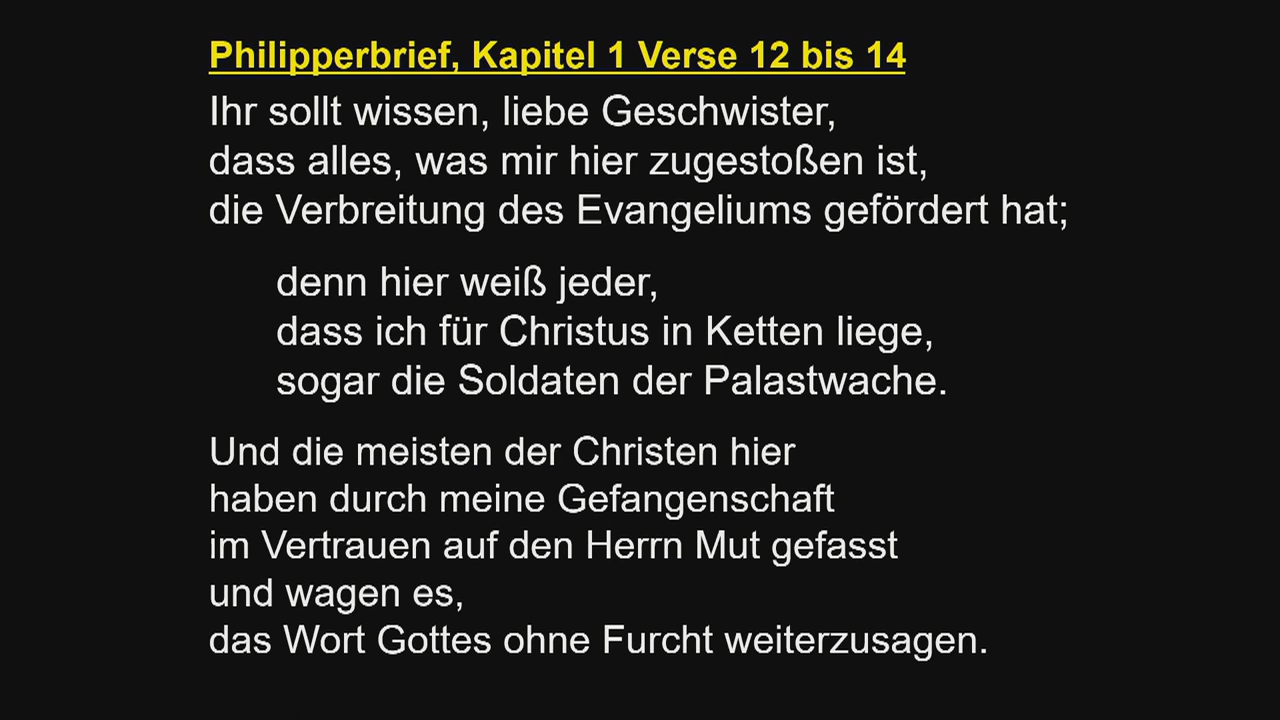 Philipperbrief, Kapitel 1 Verse 12 bis 14
Ihr sollt wissen, liebe Geschwister,
dass alles, was mir hier zugestoßen ist,
die Verbreitung des Evangeliums gefördert hat;
denn hier weiß jeder,
dass ich für Christus in Ketten liege,
sogar die Soldaten der Palastwache.
Und die meisten der Christen hier
haben durch meine Gefangenschaft
im Vertrauen auf den Herrn Mut gefasst
und wagen es,
das Wort Gottes ohne Furcht weiterzusagen.